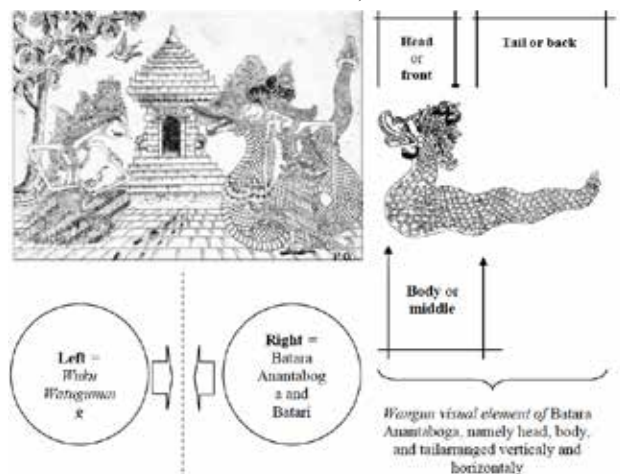 Head
or
front
Tail or back
P.G.
Body or
middle
Left =
Wuku
Watugunun
g
Right =
Batara
Anantabog
a and
Batari
Wangun visual element of Batara
Anantaboga, namely head, body,
and tailarranged verticaly and
horizontaly